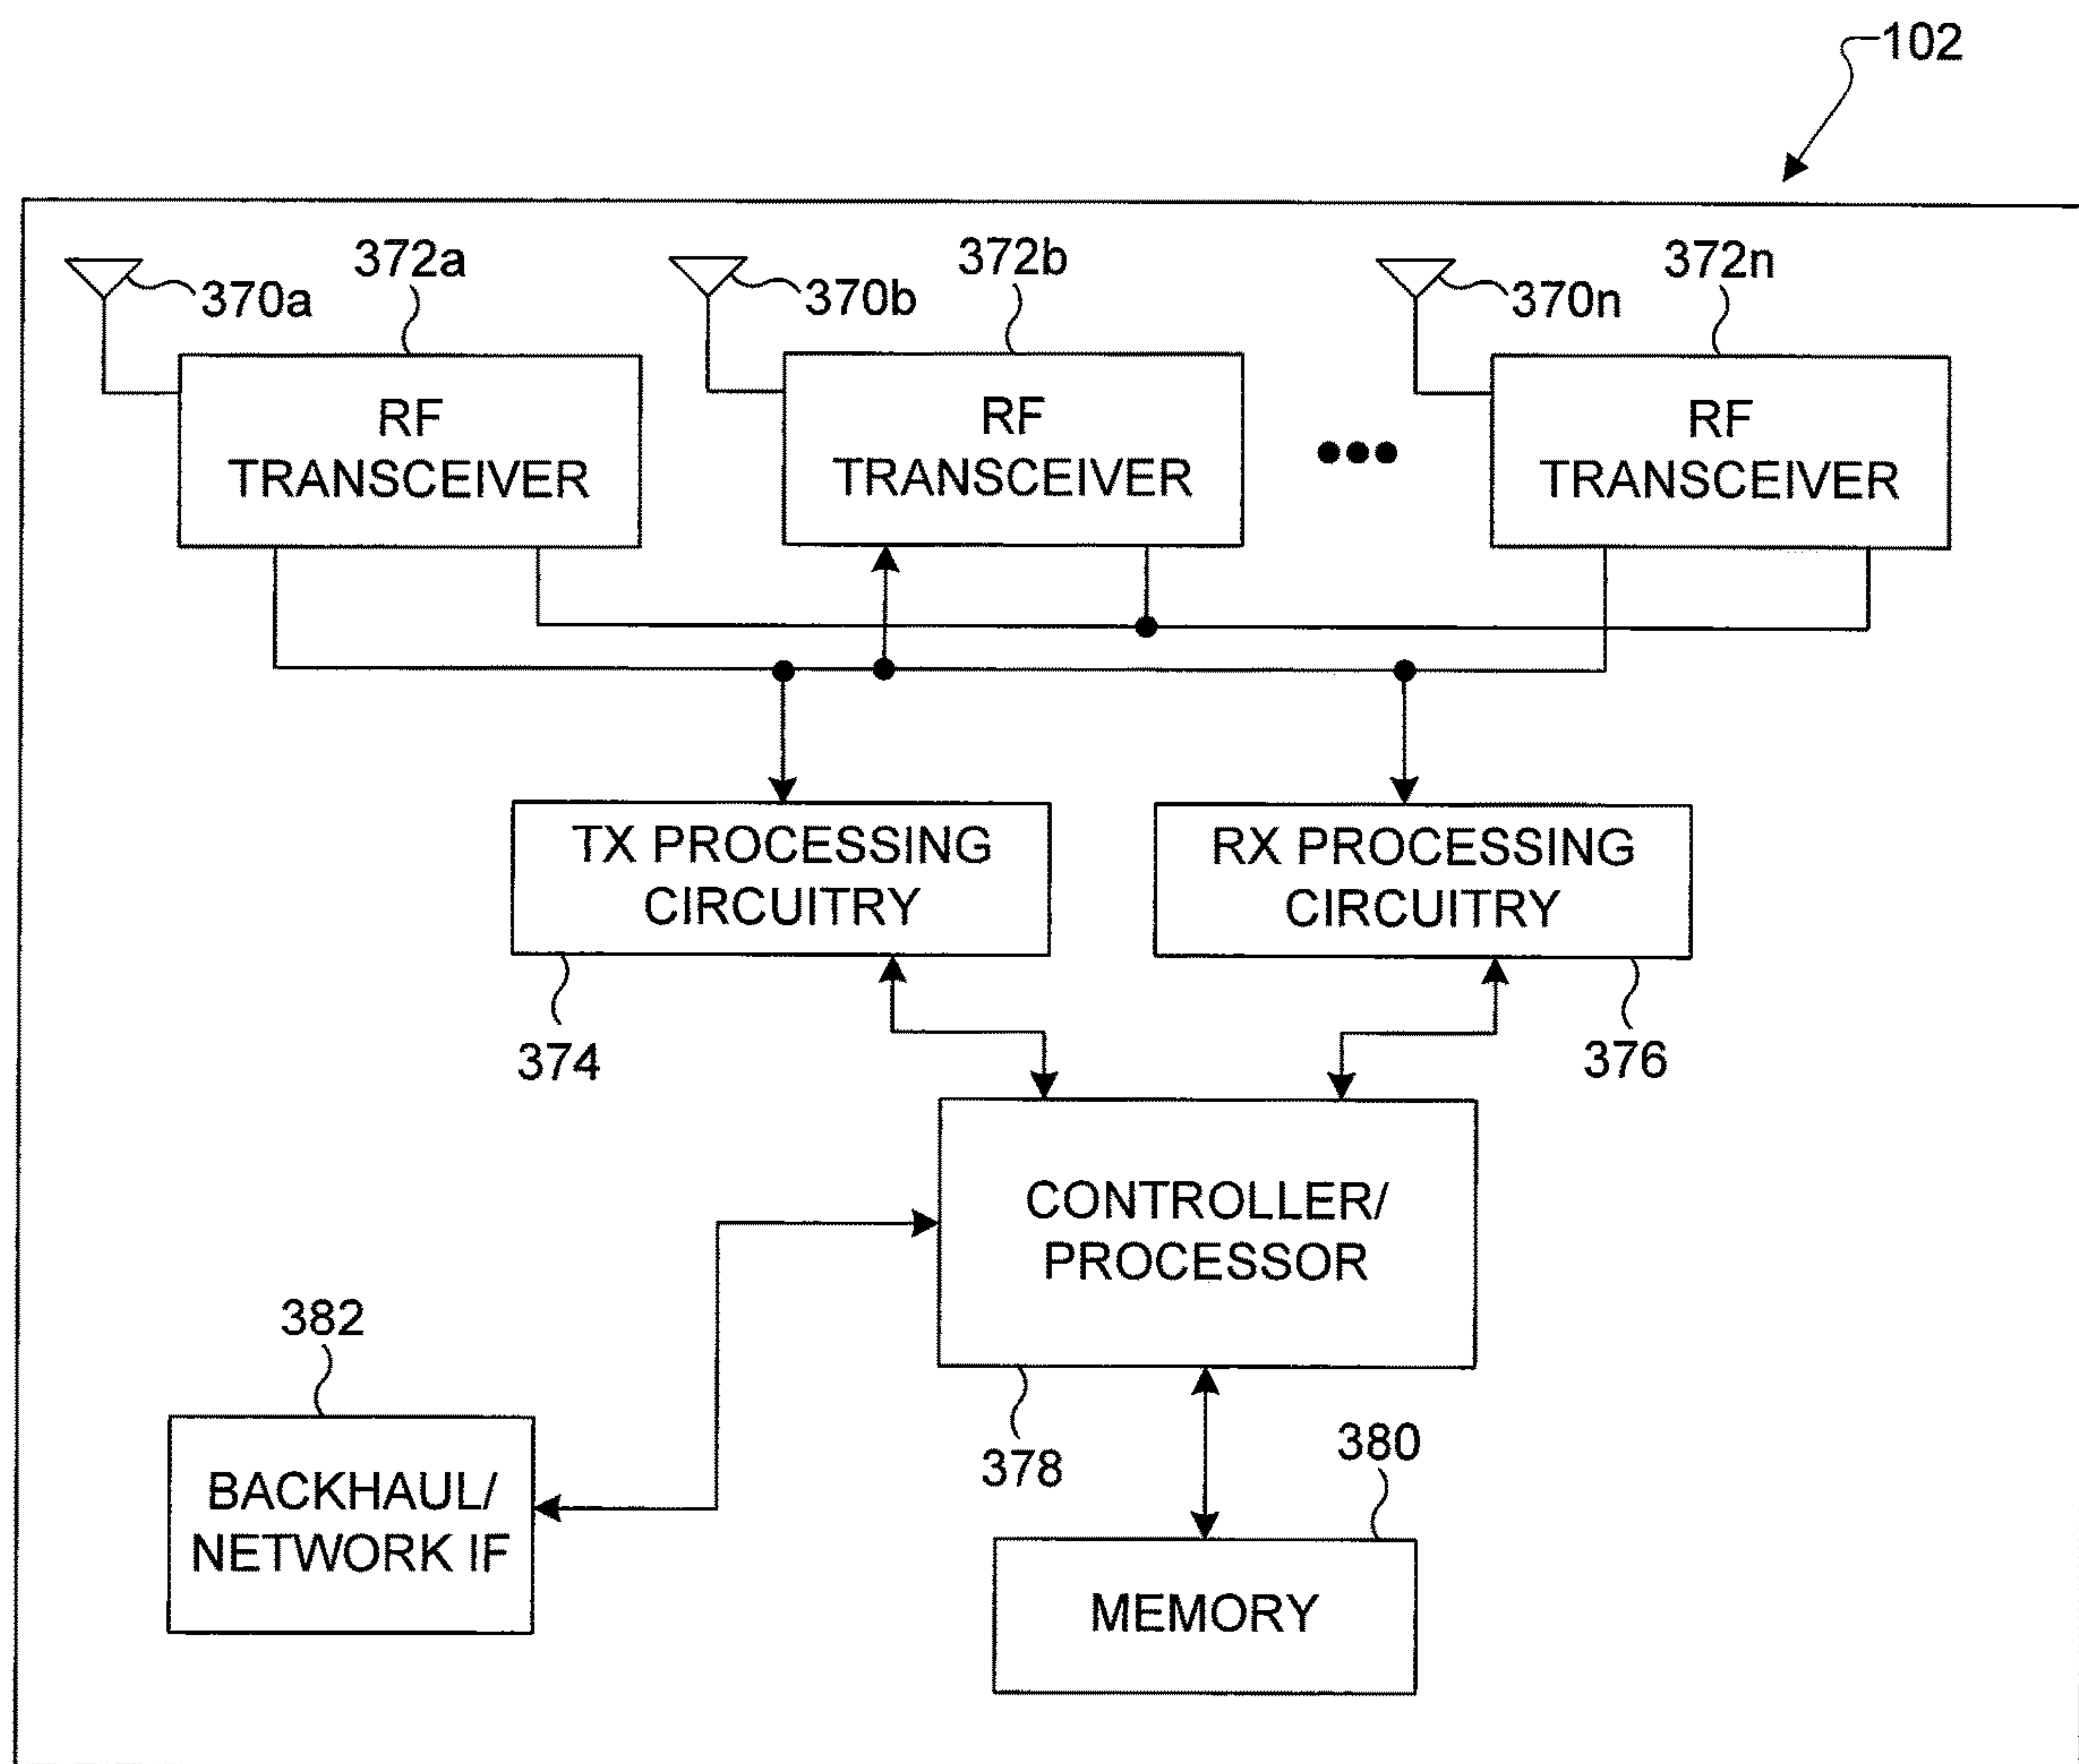 102
372a
372b
372n
370a
370b
370n
RF
TRANSCEIVER
RF
TRANSCEIVER
RF
TRANSCEIVER
TX PROCESSING
CIRCUITRY
RX PROCESSING
CIRCUITRY
374
376
CONTROLLER/
PROCESSOR
382
378
380
BACKHAUL/
NETWORK IF
MEMORY